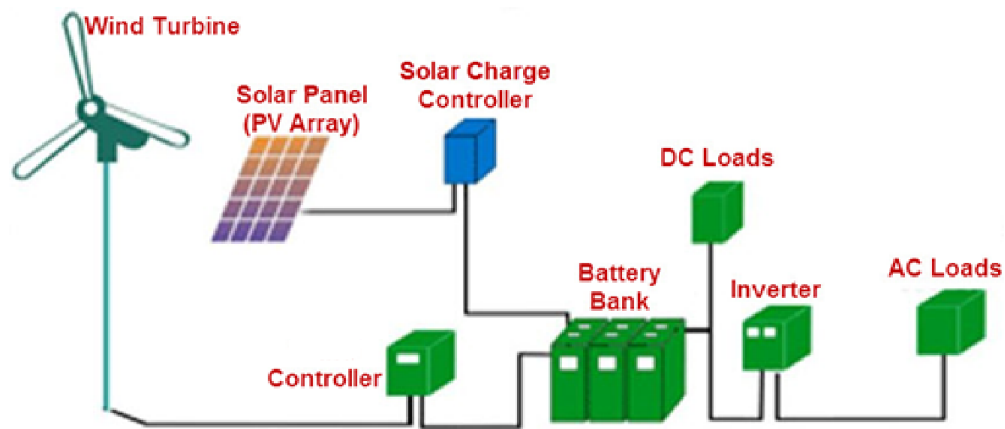 Wind Turbine
Solar Panel
(PV Array)
Solar Charge
Controller
DC Loads
Battery
Bank
Inverter
AC Loads
Controller